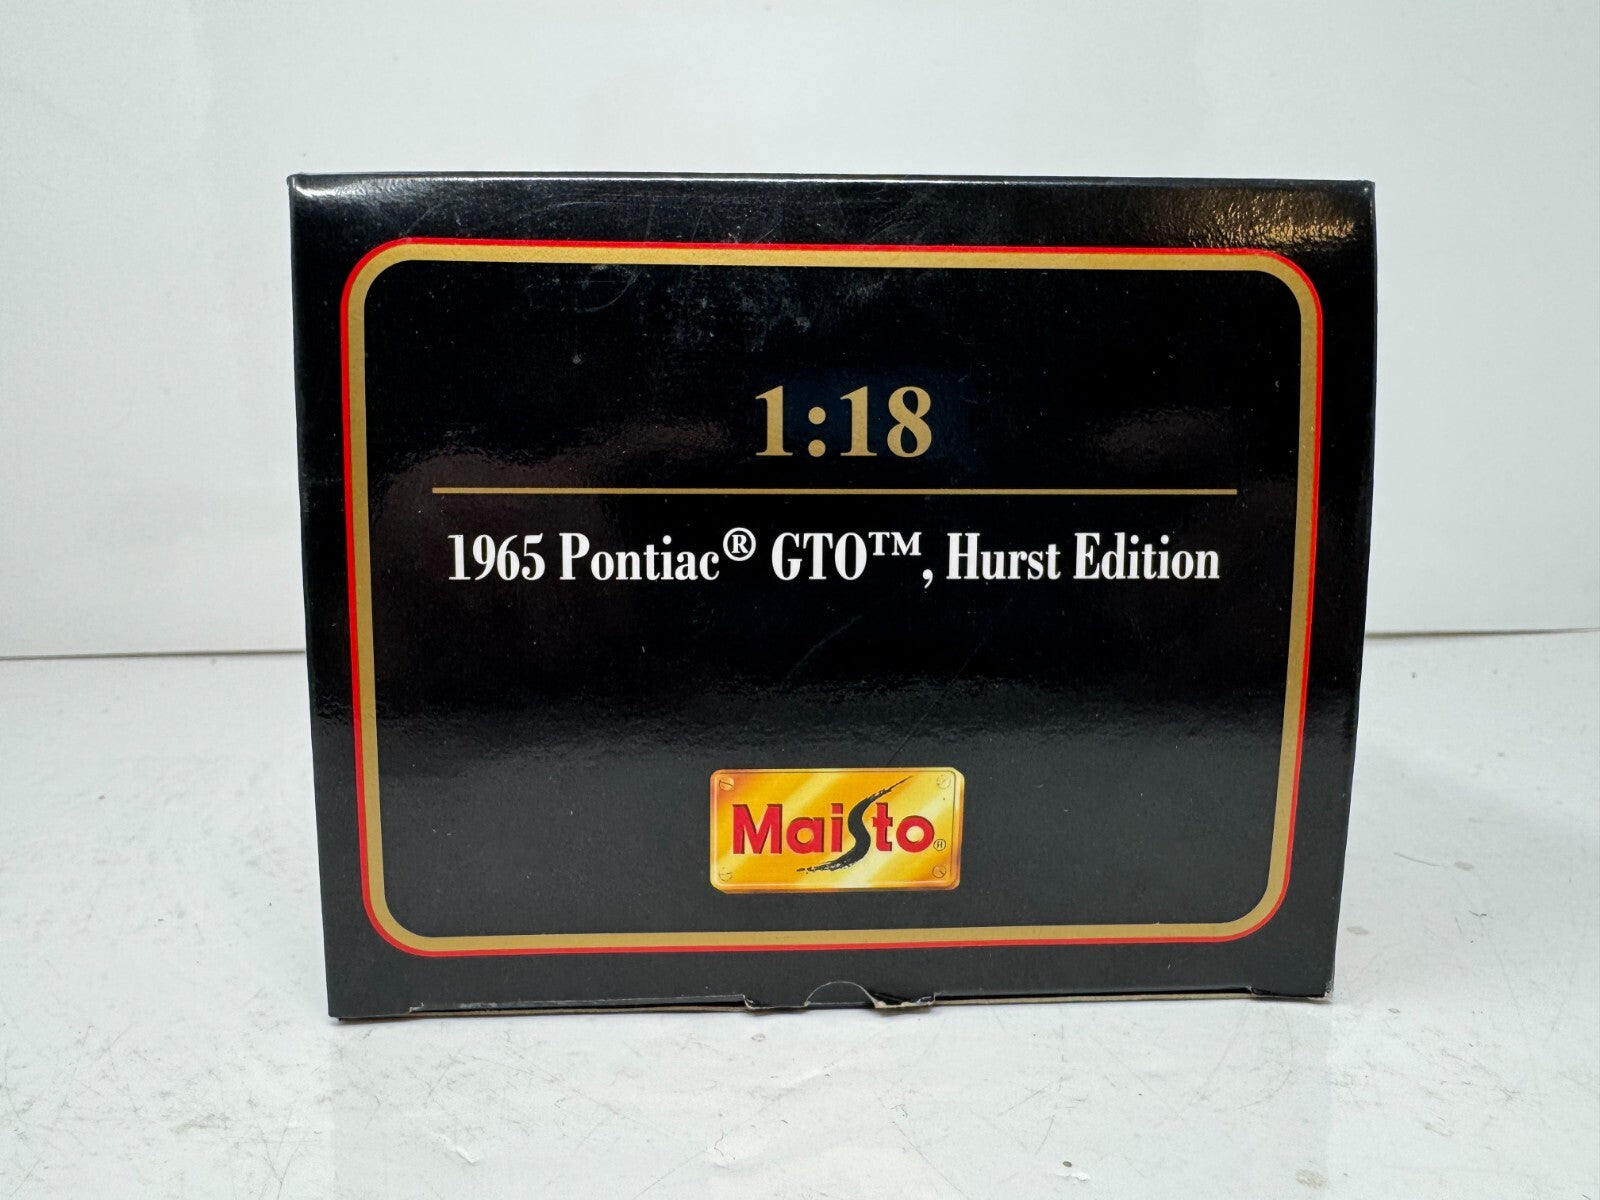 1:18
1965 Pontiac® GTO™, Hurst Edition
Maisto®